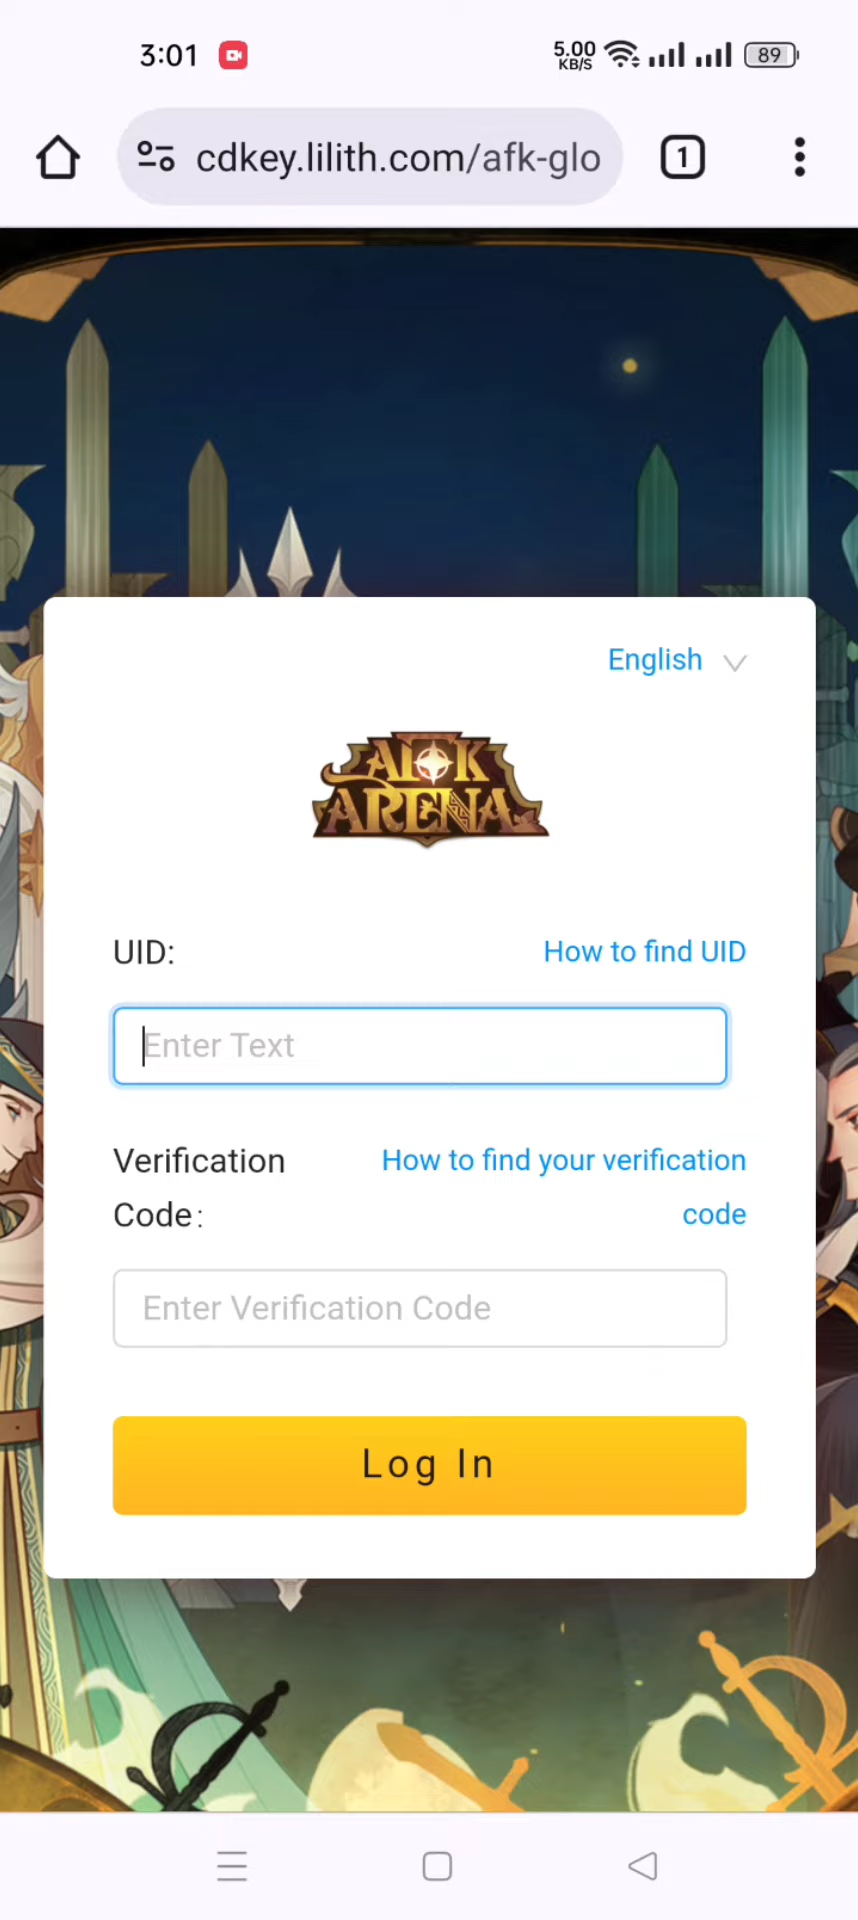 3:01
5.00
KB/S
89
cdkey.lilith.com/afk-glo
1
English
AFK
ARENA
UID:
How to find UID
Enter Text
Verification
Code:
How to find your verification
code
Enter Verification Code
Log In